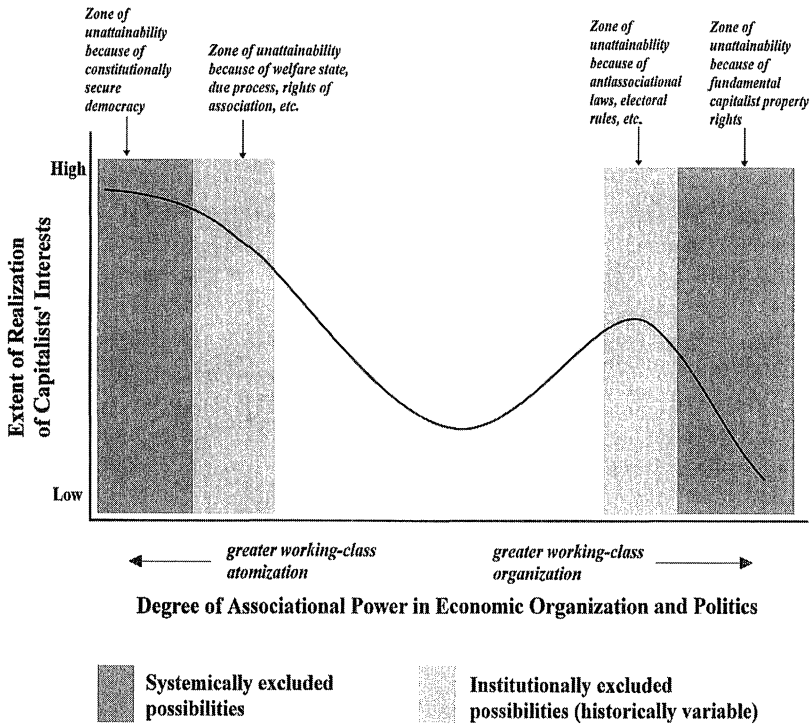 Zone of
unattainability
because of
constitutionally
secure
democracy
Zone of unattainability
because of welfare state,
due process, rights of
association, etc.
Zone of
unattainability
because of
antiassociational
laws, electoral
rules, etc.
Zone of
unattainability
because of
fundamental
capitalist property
rights
High
Extent of Realization
of Capitalists' Interests
Low
greater working-class
atomization
greater working-class
organization
Degree of Associational Power in Economic Organization and Politics
Systemically excluded
possibilities
Institutionally excluded
possibilities (historically variable)